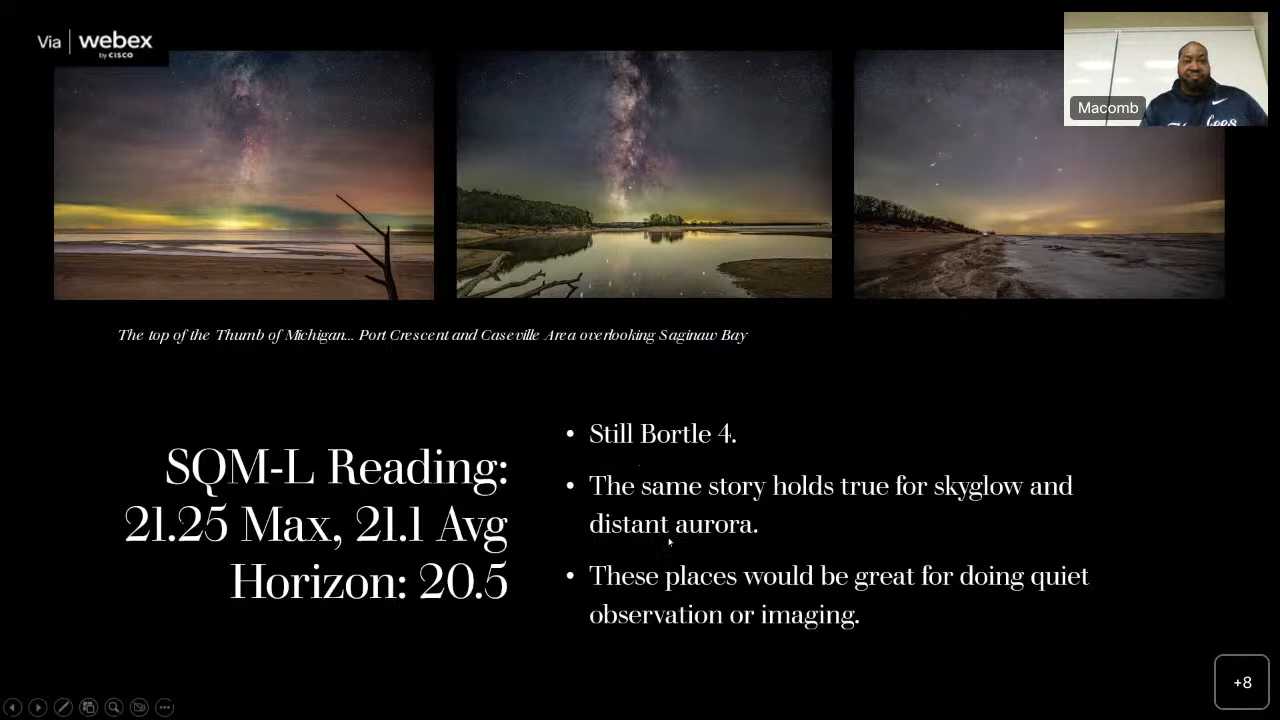 Via webex
by CISCO
Macomb
The top of the Thumb of Michigan... Port Crescent and Caseville Area overlooking Saginaw Bay
SQM-L Reading:
21.25 Max, 21.1 Avg
Horizon: 20.5
• Still Bortle 4.
• The same story holds true for skyglow and
distant aurora.
• These places would be great for doing quiet
observation or imaging.
+8